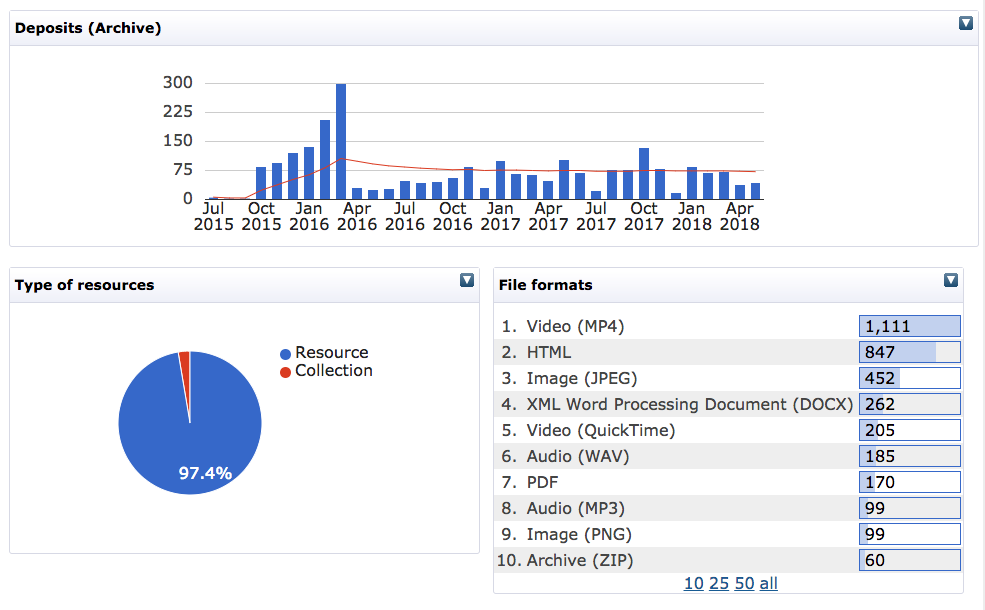 Deposits (Archive)
300
225
150
75
0
Jul Oct Jan Apr Jul Oct Jan Apr Jul Oct Jan Apr
2015 2015 2016 2016 2016 2016 2017 2017 2017 2017 2018 2018
Type of resources
Resource
Collection
97.4%
File formats
1. Video (MP4) 1,111
2. HTML 847
3. Image (JPEG) 452
4. XML Word Processing Document (DOCX) 262
5. Video (QuickTime) 205
6. Audio (WAV) 185
7. PDF 170
8. Audio (MP3) 99
9. Image (PNG) 99
10. Archive (ZIP) 60
10 25 50 all